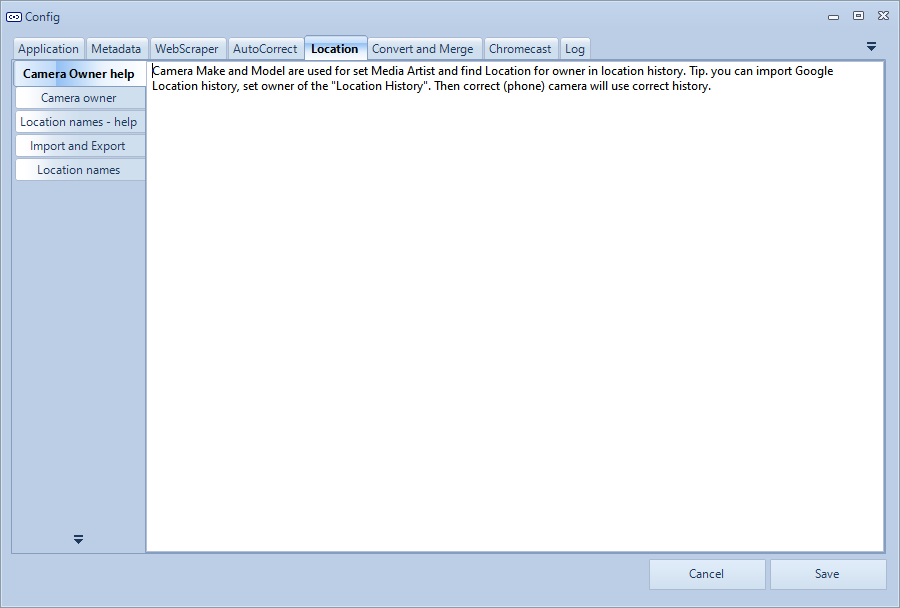 Config
Application Metadata WebScraper AutoCorrect Location Convert and Merge Chromecast Log
Camera Owner help
Camera owner
Location names - help
Import and Export
Location names
Camera Make and Model are used for set Media Artist and find Location for owner in location history. Tip. you can import Google
Location history, set owner of the "Location History". Then correct (phone) camera will use correct history.
Cancel Save